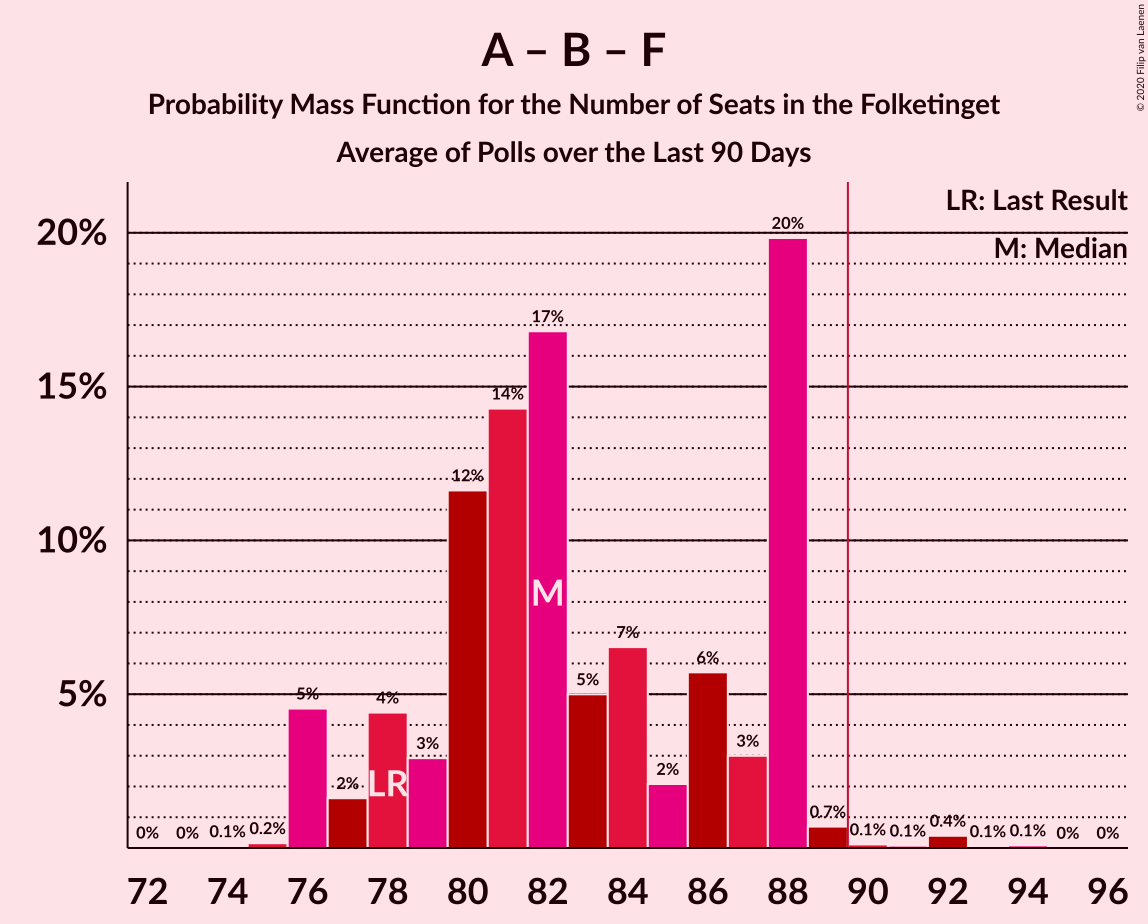 A – B – F
Probability Mass Function for the Number of Seats in the Folketinget
Average of Polls over the Last 90 Days
© 2020 Filip van Laenen
LR: Last Result
M: Median
20%
15%
10%
5%
0% 0% 0.1% 0.2% 5% 2% 4% 3% 12% 14% 17% 5% 7% 2% 6% 3% 20% 0.7% 0.1% 0.1% 0.4% 0.1% 0.1% 0% 0%
LR
M
72 74 76 78 80 82 84 86 88 90 92 94 96